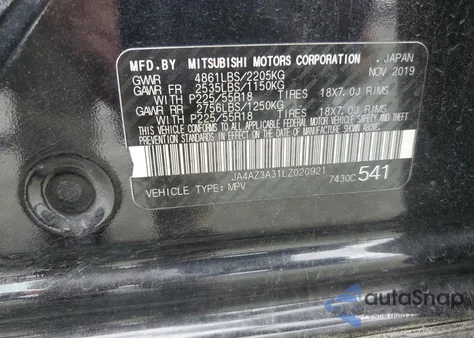 MFD.BY MITSUBISHI MOTORS CORPORATION , JAPAN
GVWR 4861LBS/2205KG NOV 2019
GAWR FR 2535LBS/1150KG
WITH P225/55R18 TIRES 18X7.0J RIMS
GAWR RR 2756LBS/1250KG
WITH P225/55R18 TIRES 18X7.0J RIMS
THIS VEHICLE CONFORMS TO ALL APPLICABLE FEDERAL MOTOR VEHICLE SAFETY, BUMPER, AND THEFT
PREVENTION STANDARDS IN EFFECT ON THE DATE OF MANUFACTURE SHOWN ABOVE.
JA4AZ3A31LZ020921
VEHICLE TYPE: MPV 7430C 541
autoSnap